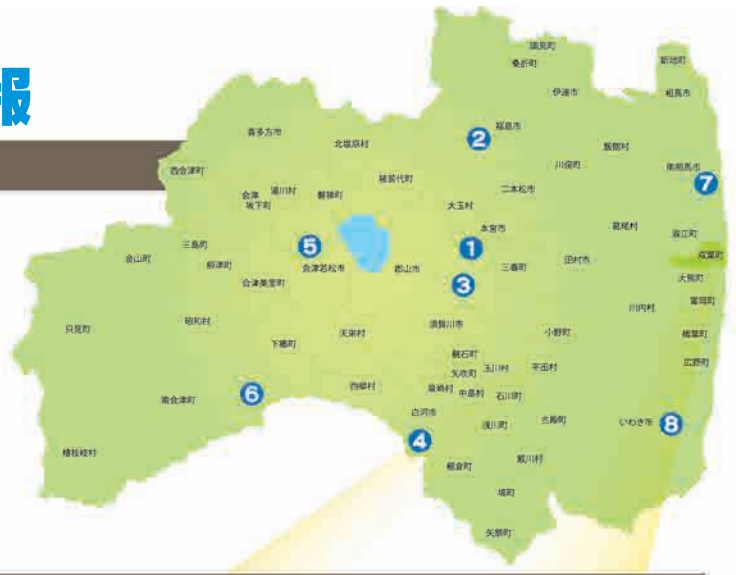 報
国見町
桑折町
新地町
伊達市
相馬市
喜多方市
北塩原村
②
福島市
飯舘村
西会津町
猪苗代町
川俣町
南相馬市
⑦
会津
坂下町
湯川村
磐梯町
二本松市
大玉村
本宮市
葛尾村
浪江町
金山町
三島町
柳津町
⑤
会津若松市
郡山市
①
三春町
田村市
双葉町
会津美里町
③
大熊町
富岡町
只見町
昭和村
下郷町
天栄村
須賀川市
小野町
川内村
楢葉町
鏡石町
矢吹町
玉川村
平田村
広野町
南会津町
⑥
西郷村
泉崎村
中島村
石川町
白河市
④
浅川町
古殿町
いわき市
⑧
檜枝岐村
棚倉町
鮫川村
塙町
矢祭町